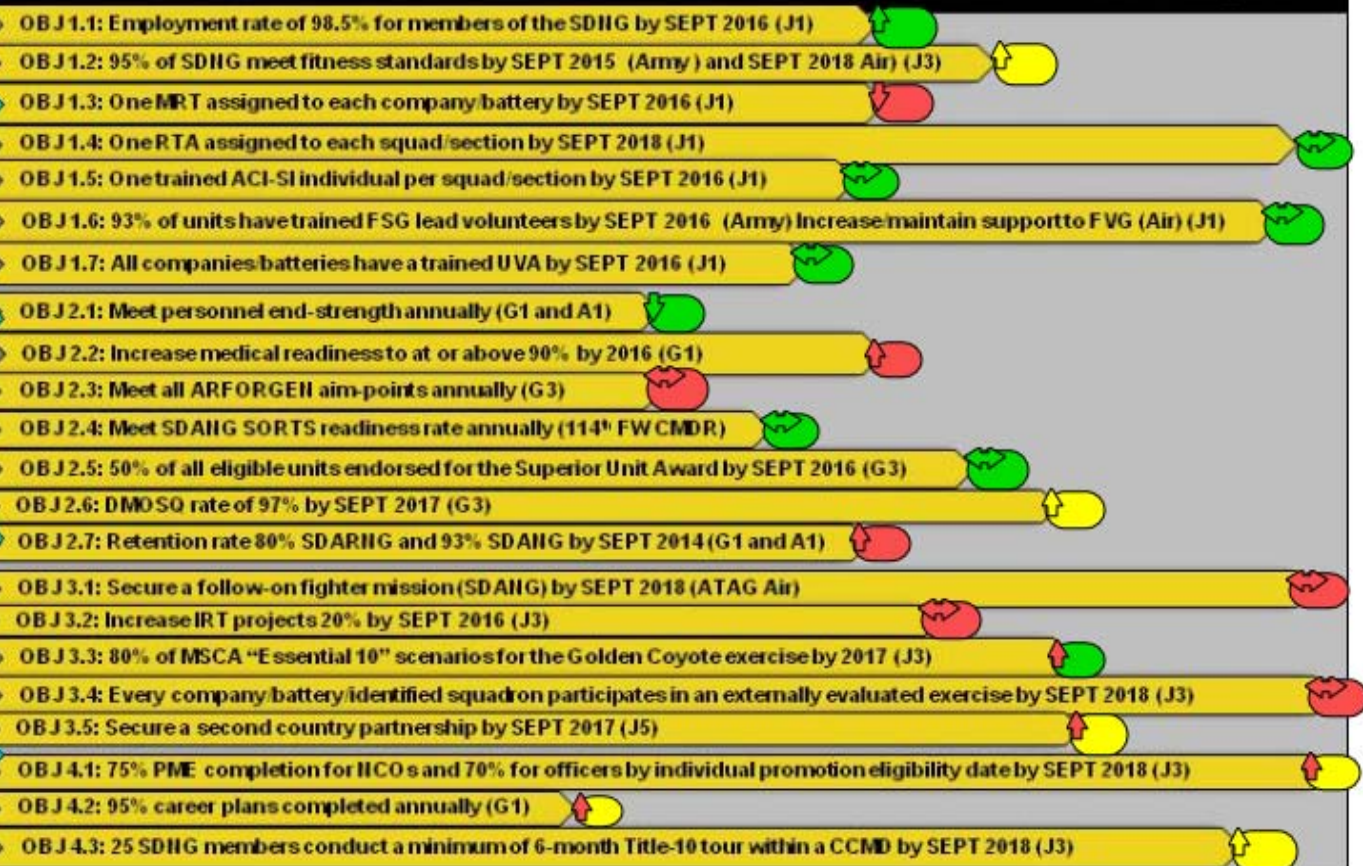 OBJ 1.1: Employment rate of 98.5% for members of the SDNG by SEPT 2016 (J1)
OBJ 1.2: 95% of SDNG meet fitness standards by SEPT 2015 (Army) and SEPT 2018 Air) (J3)
OBJ 1.3: One MRT assigned to each company/battery by SEPT 2016 (J1)
OBJ 1.4: One RTA assigned to each squad/section by SEPT 2018 (J1)
OBJ 1.5: One trained ACI-SI individual per squad/section by SEPT 2016 (J1)
OBJ 1.6: 93% of units have trained FSG lead volunteers by SEPT 2016 (Army) Increase/maintain support to FVG (Air) (J1)
OBJ 1.7: All companies/batteries have a trained UVA by SEPT 2016 (J1)
OBJ 2.1: Meet personnel end-strength annually (G1 and A1)
OBJ 2.2: Increase medical readiness to at or above 90% by 2016 (G1)
OBJ 2.3: Meet all ARFORGEN aim-points annually (G3)
OBJ 2.4: Meet SDANG SORTS readiness rate annually (114th FW CMDR)
OBJ 2.5: 50% of all eligible units endorsed for the Superior Unit Award by SEPT 2016 (G3)
OBJ 2.6: DMOSQ rate of 97% by SEPT 2017 (G3)
OBJ 2.7: Retention rate 80% SDARNG and 93% SDANG by SEPT 2014 (G1 and A1)
OBJ 3.1: Secure a follow-on fighter mission (SDANG) by SEPT 2018 (ATAG Air)
OBJ 3.2: Increase IRT projects 20% by SEPT 2016 (J3)
OBJ 3.3: 80% of MSCA “Essential 10” scenarios for the Golden Coyote exercise by 2017 (J3)
OBJ 3.4: Every company/battery/identified squadron participates in an externally evaluated exercise by SEPT 2018 (J3)
OBJ 3.5: Secure a second country partnership by SEPT 2017 (J5)
OBJ 4.1: 75% PME completion for NCOs and 70% for officers by individual promotion eligibility date by SEPT 2018 (J3)
OBJ 4.2: 95% career plans completed annually (G1)
OBJ 4.3: 25 SDNG members conduct a minimum of 6-month Title-10 tour within a CCMD by SEPT 2018 (J3)